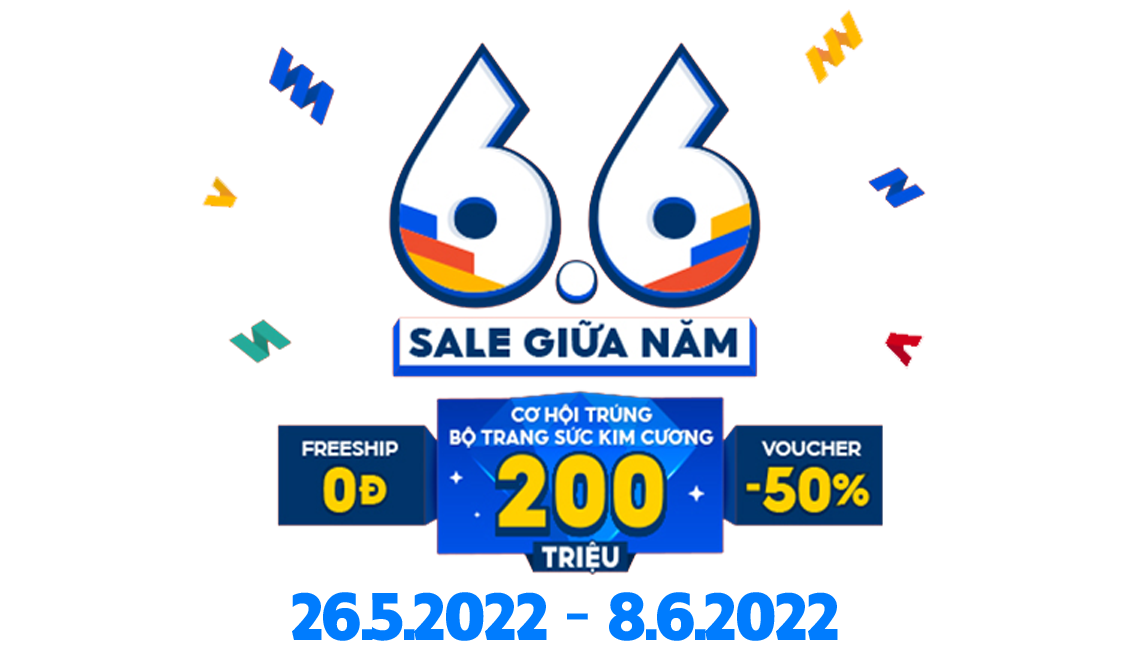 6.6
SALE GIỮA NĂM
CƠ HỘI TRÚNG
BỘ TRANG SỨC KIM CƯƠNG
200
TRIỆU
FREESHIP
0Đ
VOUCHER
-50%
26.5.2022 - 8.6.2022